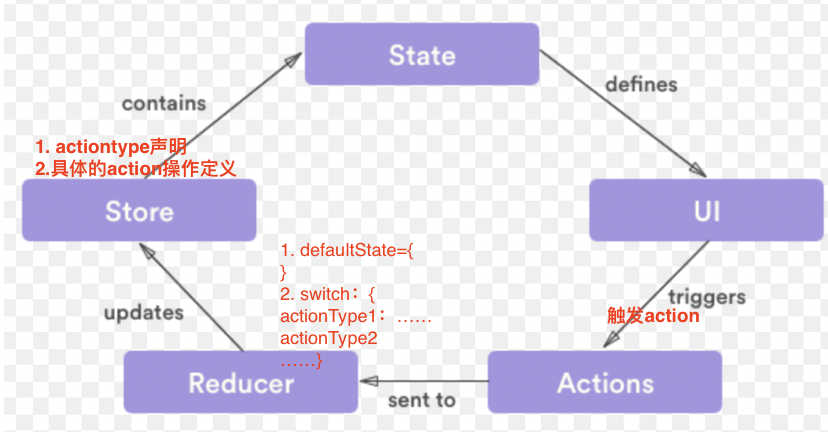 State
contains
defines
1. actiontype声明
2.具体的action操作定义
Store
UI
1. defaultState={
}
2. switch：{
actionType1：……
actionType2
……}
updates
triggers
触发action
Reducer
sent to
Actions